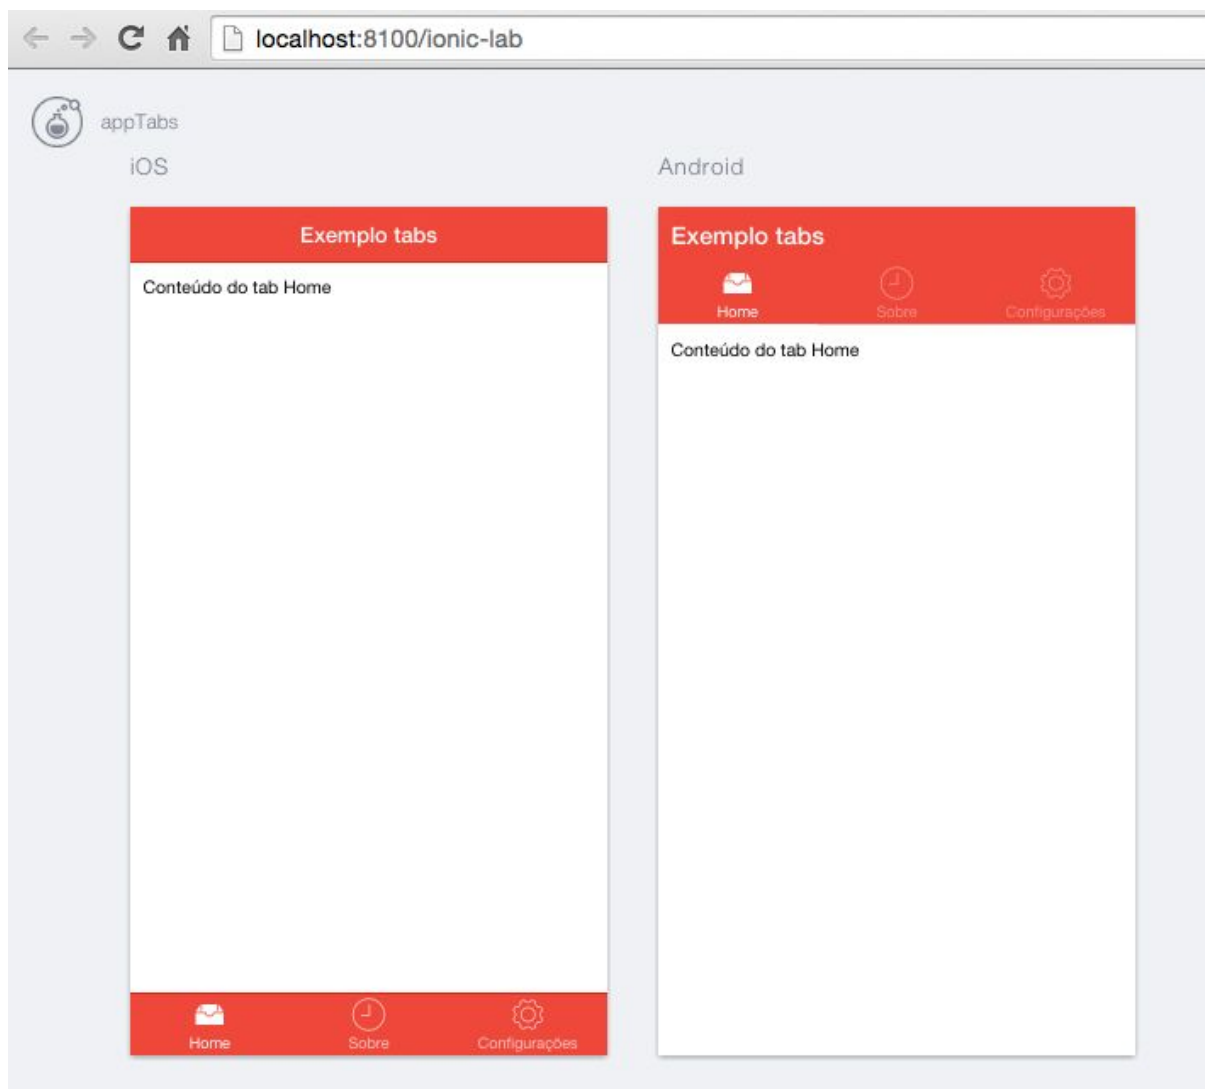 localhost:8100/ionic-lab
appTabs
iOS
Exemplo tabs
Conteúdo do tab Home
Home Sobre Configurações
Android
Exemplo tabs
Home Sobre Configurações
Conteúdo do tab Home